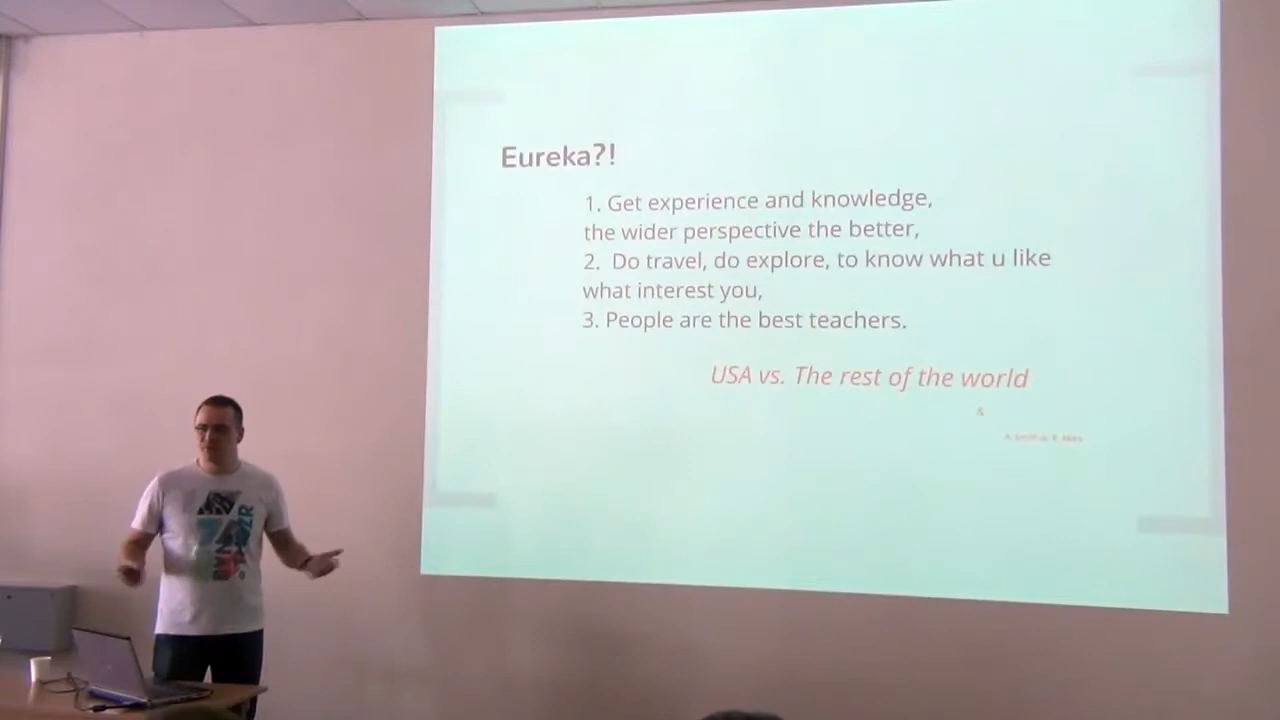 Eureka?!
1. Get experience and knowledge,
the wider perspective the better,
2. Do travel, do explore, to know what u like
what interest you,
3. People are the best teachers.
USA vs. The rest of the world
&